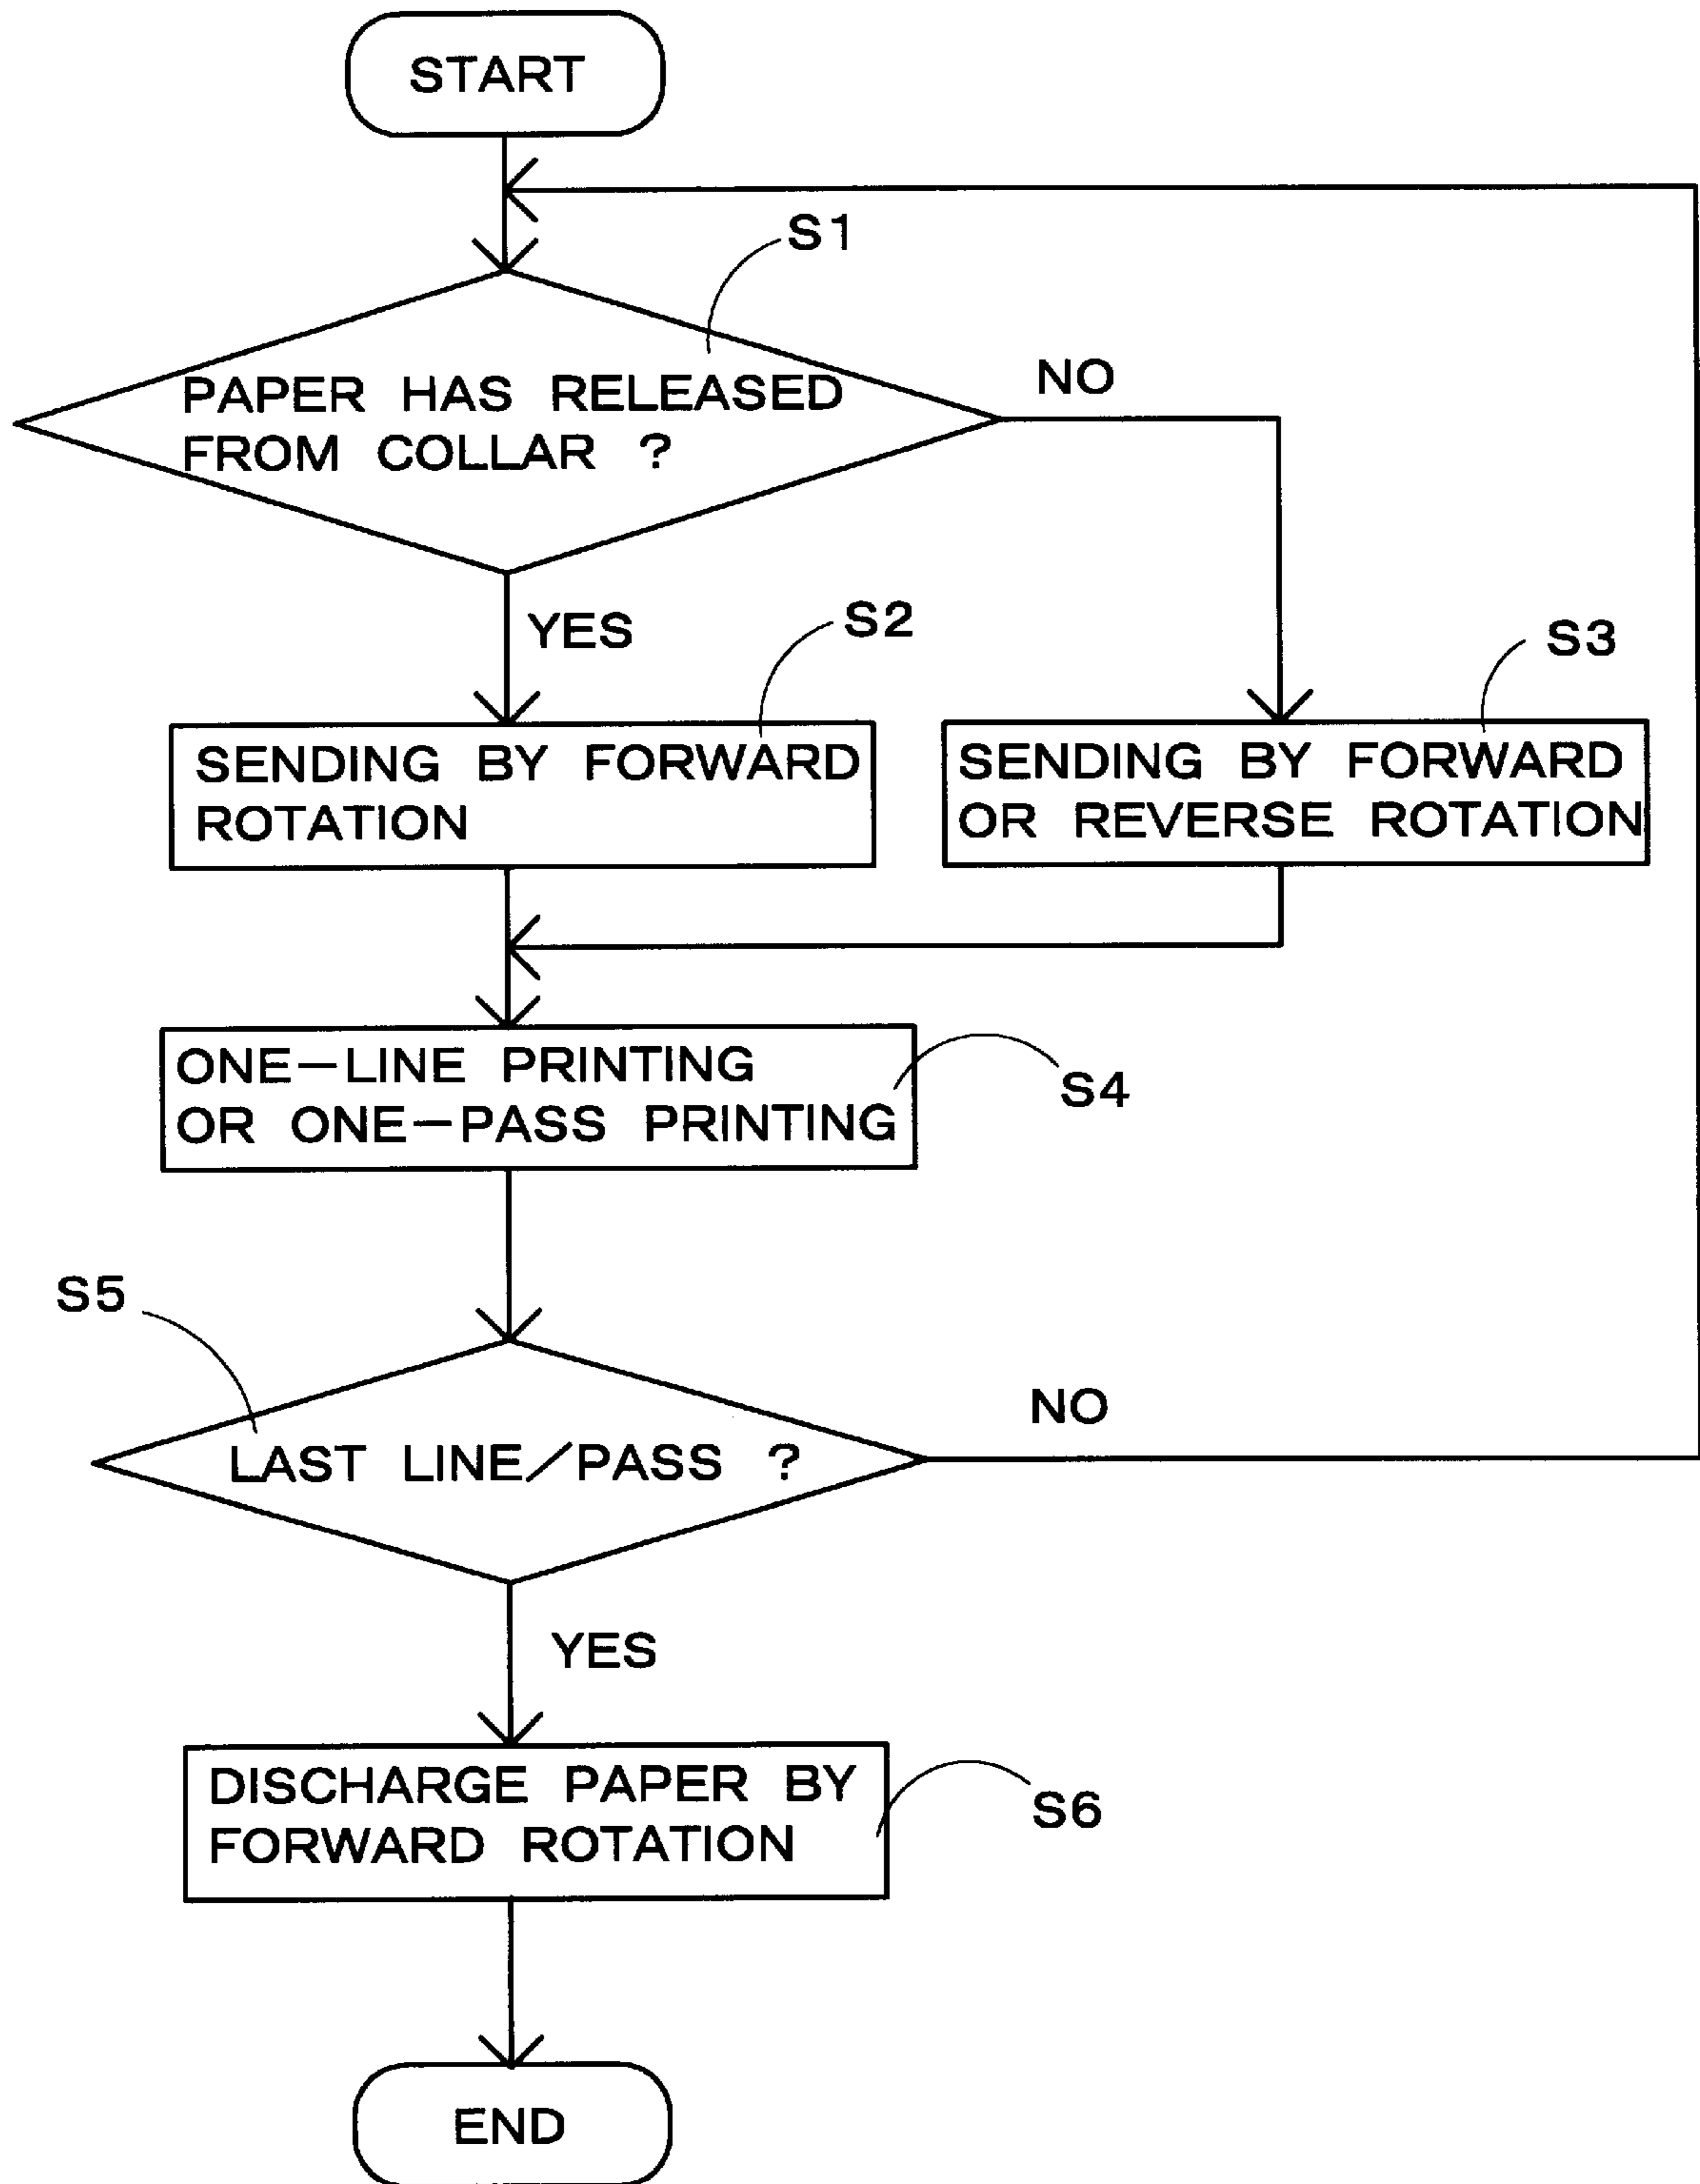 START
S1
PAPER HAS RELEASED
FROM COLLAR ?
NO
YES
S2
S3
SENDING BY FORWARD
ROTATION
SENDING BY FORWARD
OR REVERSE ROTATION
ONE-LINE PRINTING
OR ONE-PASS PRINTING
S4
S5
NO
LAST LINE/PASS ?
YES
DISCHARGE PAPER BY
FORWARD ROTATION
S6
END